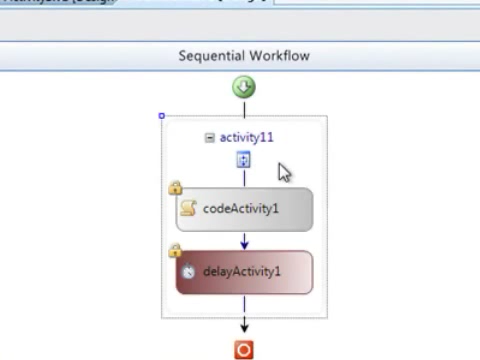 Sequential Workflow
activity11
codeActivity1
delayActivity1